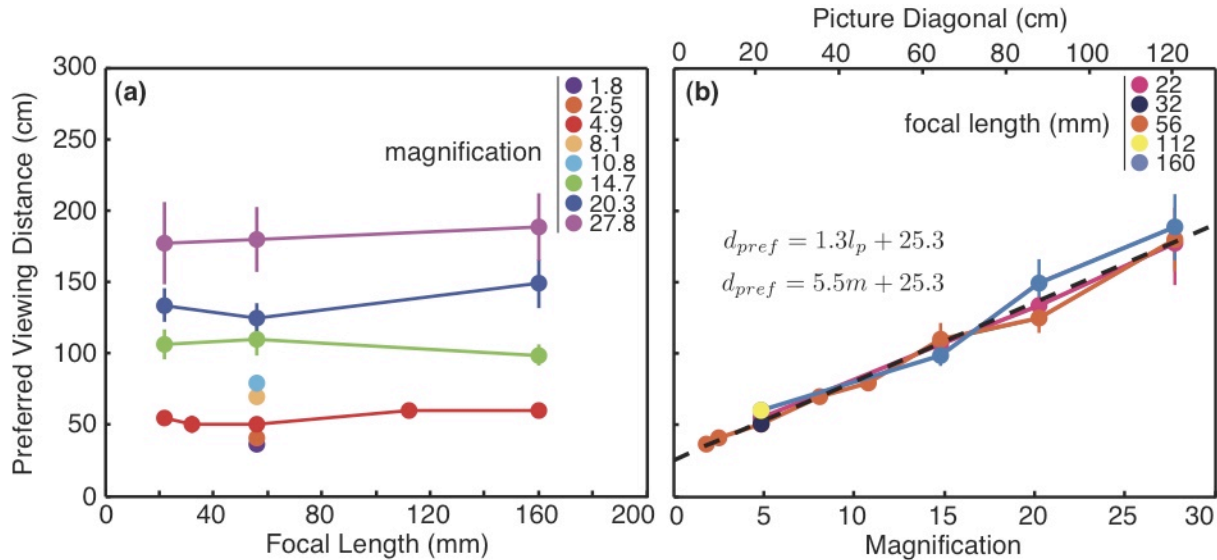 Picture Diagonal (cm)
0 20 40 60 80 100 120
300
250
200
150
100
50
0
Preferred Viewing Distance (cm)
(a)
magnification
1.8
2.5
4.9
8.1
10.8
14.7
20.3
27.8
0 40 80 120 160 200
Focal Length (mm)
(b)
focal length (mm)
22
32
56
112
160
d_pref = 1.3l_p + 25.3
d_pref = 5.5m + 25.3
0 5 10 15 20 25 30
Magnification